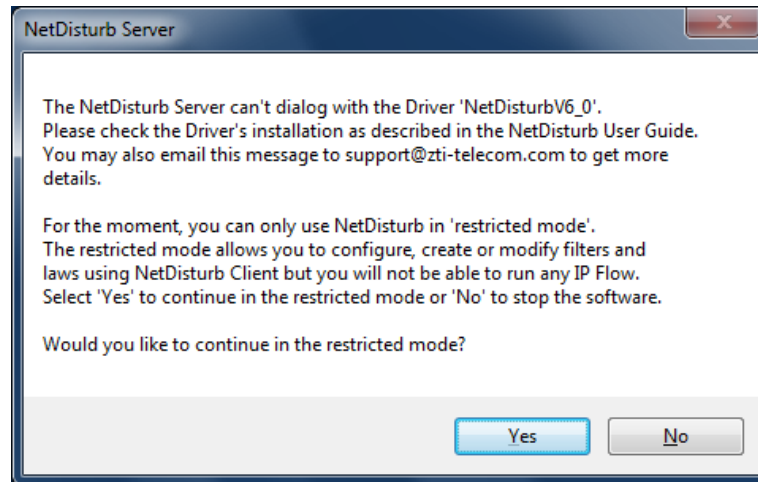 NetDisturb Server
The NetDisturb Server can't dialog with the Driver 'NetDisturbV6_0'.
Please check the Driver's installation as described in the NetDisturb User Guide.
You may also email this message to support@zti-telecom.com to get more
details.
For the moment, you can only use NetDisturb in 'restricted mode'.
The restricted mode allows you to configure, create or modify filters and
laws using NetDisturb Client but you will not be able to run any IP Flow.
Select 'Yes' to continue in the restricted mode or 'No' to stop the software.
Would you like to continue in the restricted mode?
Yes No